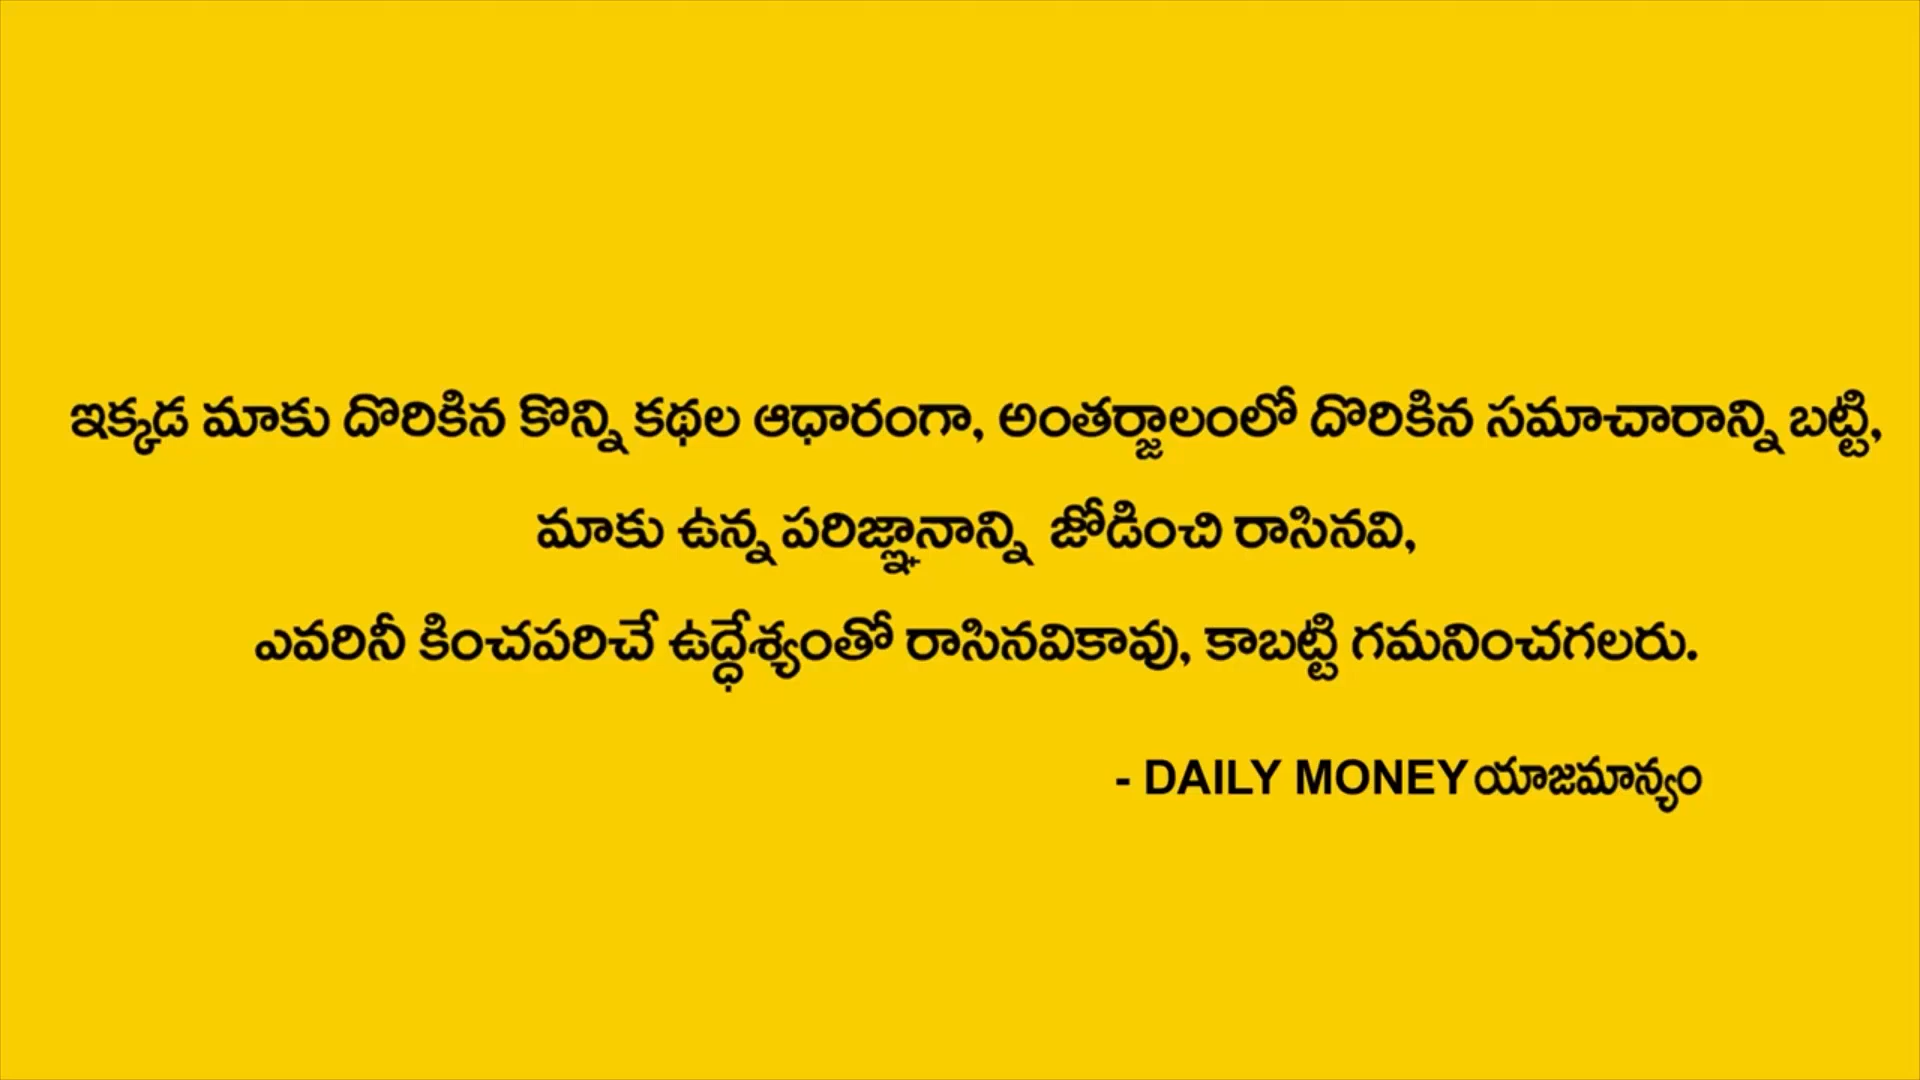 ఇక్కడ మాకు దొరికిన కొన్ని కథల ఆధారంగా, అంతర్జాలంలో దొరికిన సమాచారాన్ని బట్టి,
మాకు ఉన్న పరిజ్ఞానాన్ని జోడించి రాసినవి,
ఎవరినీ కించపరిచే ఉద్ధేశ్యంతో రాసినవికావు, కాబట్టి గమనించగలరు.
- DAILY MONEY యాజమాన్యం